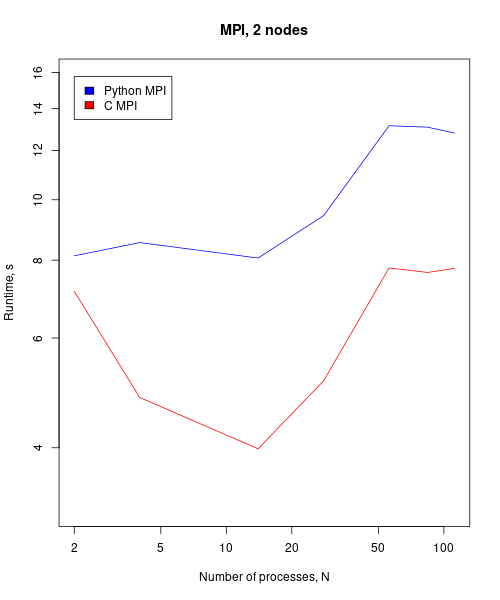 MPI, 2 nodes
Python MPI
C MPI
16
14
12
10
8
6
4
Runtime, s
2 5 10 20 50 100
Number of processes, N